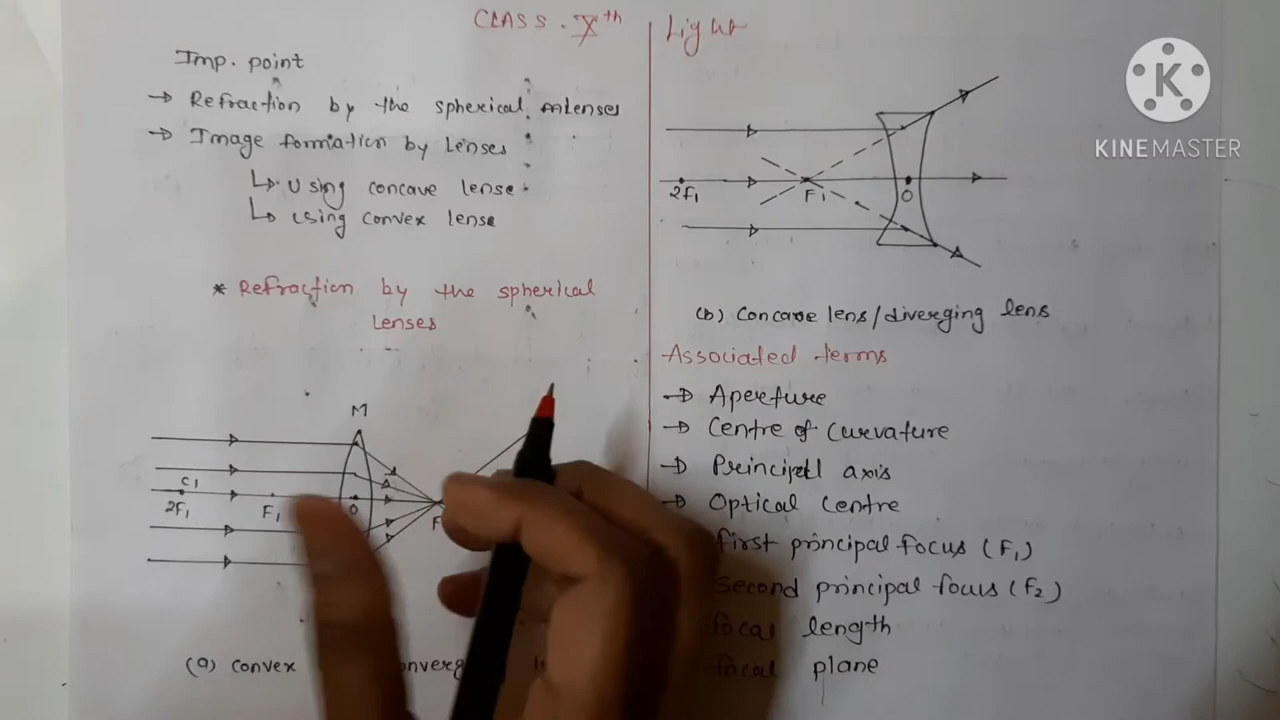 CLASS - Xth
Light
Imp. point
→ Refraction by the spherical lenses
→ Image formation by lenses
↳ Using concave lense
↳ Using convex lense
* Refraction by the spherical
lenses
M
C1
2F1
F1
O
F
(a) convex
2F1
F1
O
(b) Concave lens/diverging lens
Associated terms
→ Aperture
→ Centre of curvature
→ Principal axis
→ Optical centre
first principal focus (F1)
second principal focus (F2)
focal length
focal plane
K
KINEMASTER